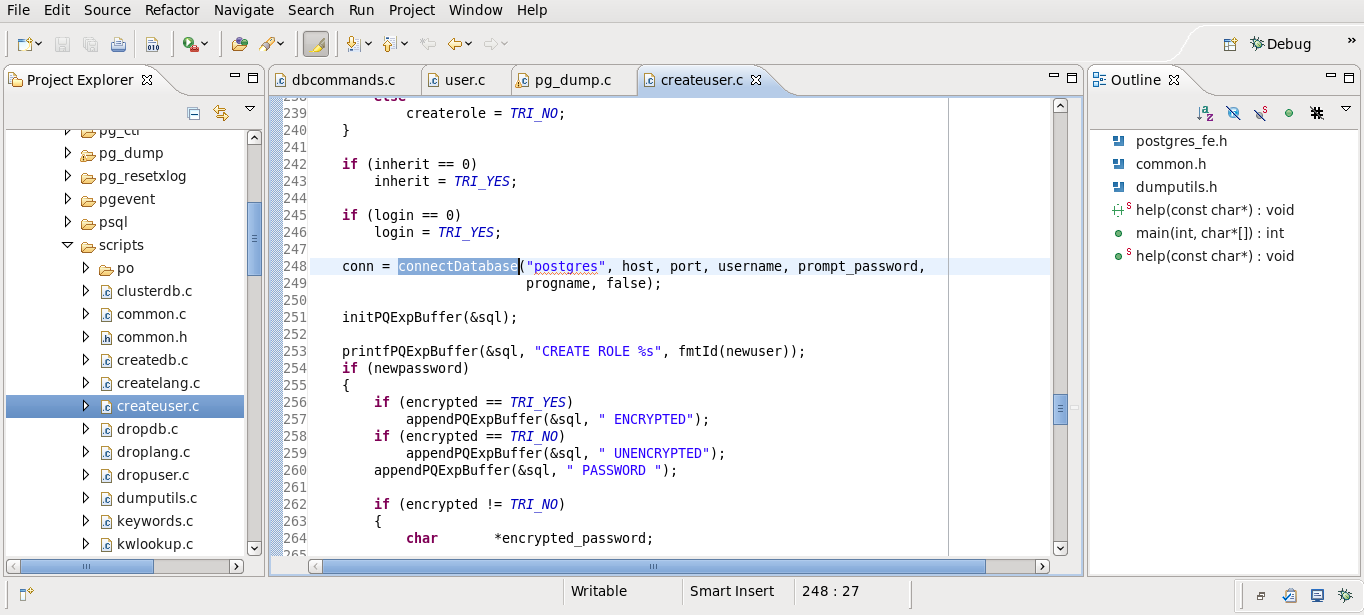 File Edit Source Refactor Navigate Search Run Project Window Help
Debug
Project Explorer
pg_ctl
pg_dump
pg_resetxlog
pgevent
psql
scripts
po
clusterdb.c
common.c
common.h
createdb.c
createlang.c
createuser.c
dropdb.c
droplang.c
dropuser.c
dumputils.c
keywords.c
kwlookup.c
dbcommands.c user.c pg_dump.c createuser.c
238 else
239 createrole = TRI_NO;
240 }
241
242 if (inherit == 0)
243 inherit = TRI_YES;
244
245 if (login == 0)
246 login = TRI_YES;
247
248 conn = connectDatabase("postgres", host, port, username, prompt_password,
249 progname, false);
250
251 initPQExpBuffer(&sql);
252
253 printfPQExpBuffer(&sql, "CREATE ROLE %s", fmtId(newuser));
254 if (newpassword)
255 {
256 if (encrypted == TRI_YES)
257 appendPQExpBuffer(&sql, " ENCRYPTED");
258 if (encrypted == TRI_NO)
259 appendPQExpBuffer(&sql, " UNENCRYPTED");
260 appendPQExpBuffer(&sql, " PASSWORD ");
261
262 if (encrypted != TRI_NO)
263 {
264 char *encrypted_password;
265
Outline
postgres_fe.h
common.h
dumputils.h
help(const char*) : void
main(int, char*[]) : int
help(const char*) : void
Writable Smart Insert 248 : 27